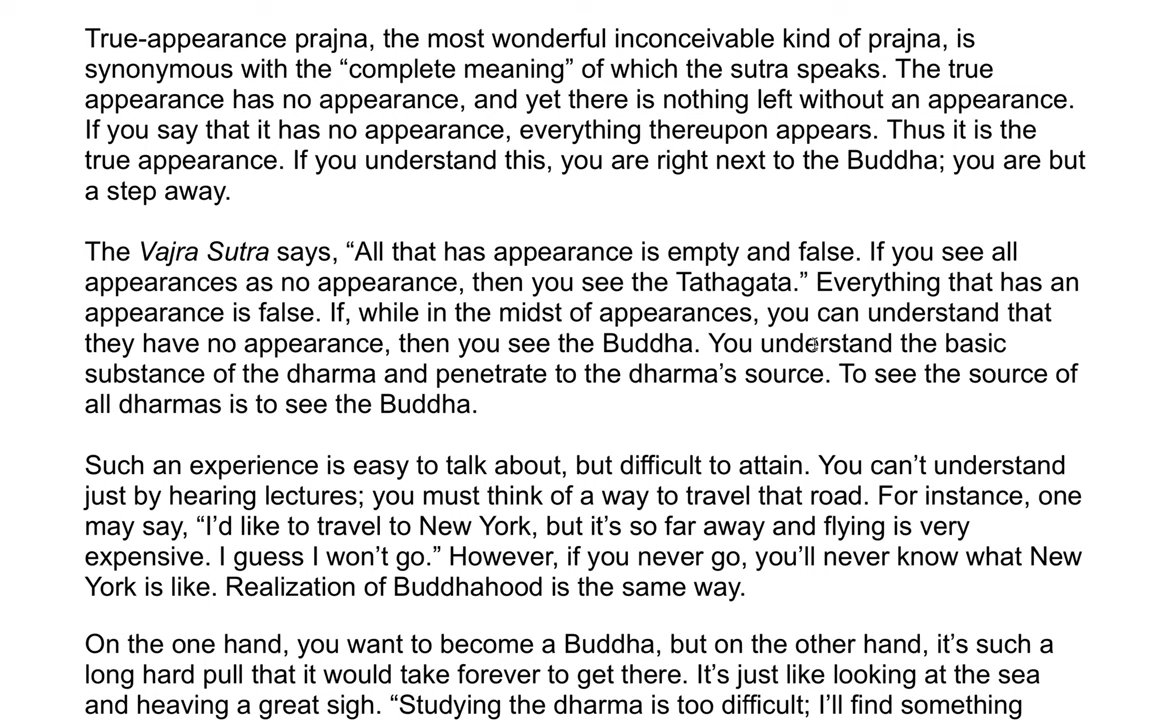 True-appearance prajna, the most wonderful inconceivable kind of prajna, is
synonymous with the “complete meaning” of which the sutra speaks. The true
appearance has no appearance, and yet there is nothing left without an appearance.
If you say that it has no appearance, everything thereupon appears. Thus it is the
true appearance. If you understand this, you are right next to the Buddha; you are but
a step away.
The Vajra Sutra says, “All that has appearance is empty and false. If you see all
appearances as no appearance, then you see the Tathagata.” Everything that has an
appearance is false. If, while in the midst of appearances, you can understand that
they have no appearance, then you see the Buddha. You understand the basic
substance of the dharma and penetrate to the dharma’s source. To see the source of
all dharmas is to see the Buddha.
Such an experience is easy to talk about, but difficult to attain. You can’t understand
just by hearing lectures; you must think of a way to travel that road. For instance, one
may say, “I’d like to travel to New York, but it’s so far away and flying is very
expensive. I guess I won’t go.” However, if you never go, you’ll never know what New
York is like. Realization of Buddhahood is the same way.
On the one hand, you want to become a Buddha, but on the other hand, it’s such a
long hard pull that it would take forever to get there. It’s just like looking at the sea
and heaving a great sigh. “Studying the dharma is too difficult; I’ll find something